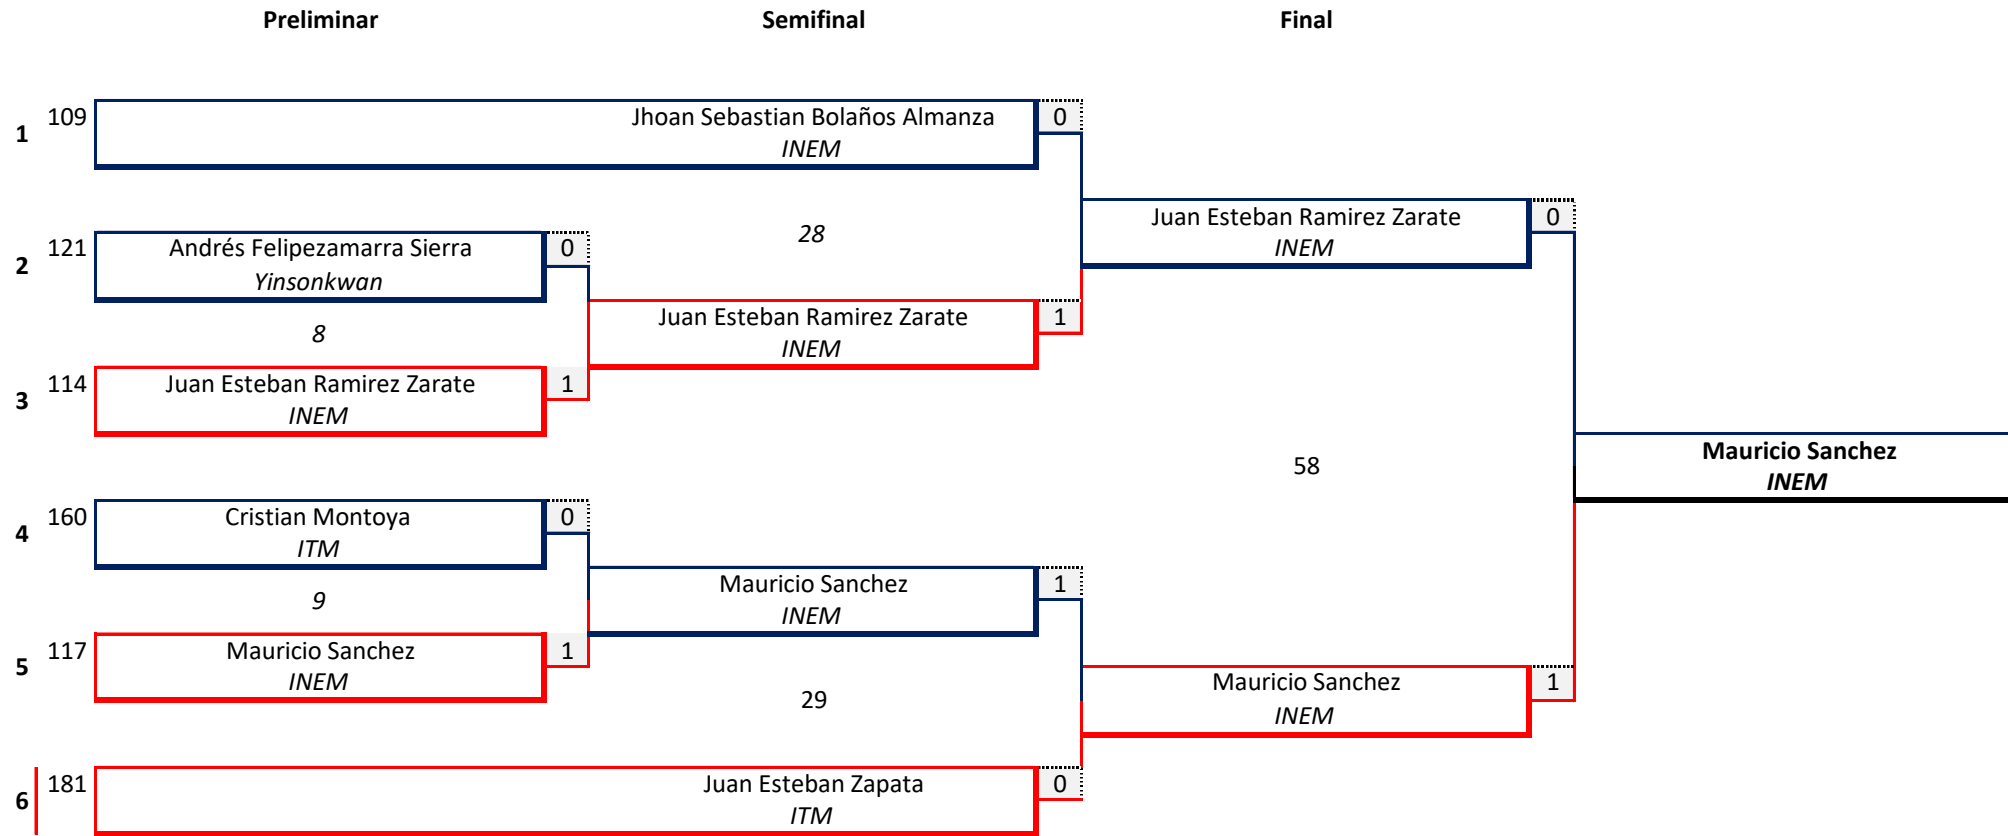 Preliminar Semifinal Final
109
1
Jhoan Sebastian Bolaños Almanza 0
INEM
121
2
Andrés Felipezamarra Sierra 0
Yinsonkwan
28
Juan Esteban Ramirez Zarate 0
INEM
8
Juan Esteban Ramirez Zarate 1
INEM
114
3
Juan Esteban Ramirez Zarate 1
INEM
58
Mauricio Sanchez
INEM
160
4
Cristian Montoya 0
ITM
9
Mauricio Sanchez 1
INEM
117
5
Mauricio Sanchez 1
INEM
29
Mauricio Sanchez 1
INEM
181
6
Juan Esteban Zapata 0
ITM